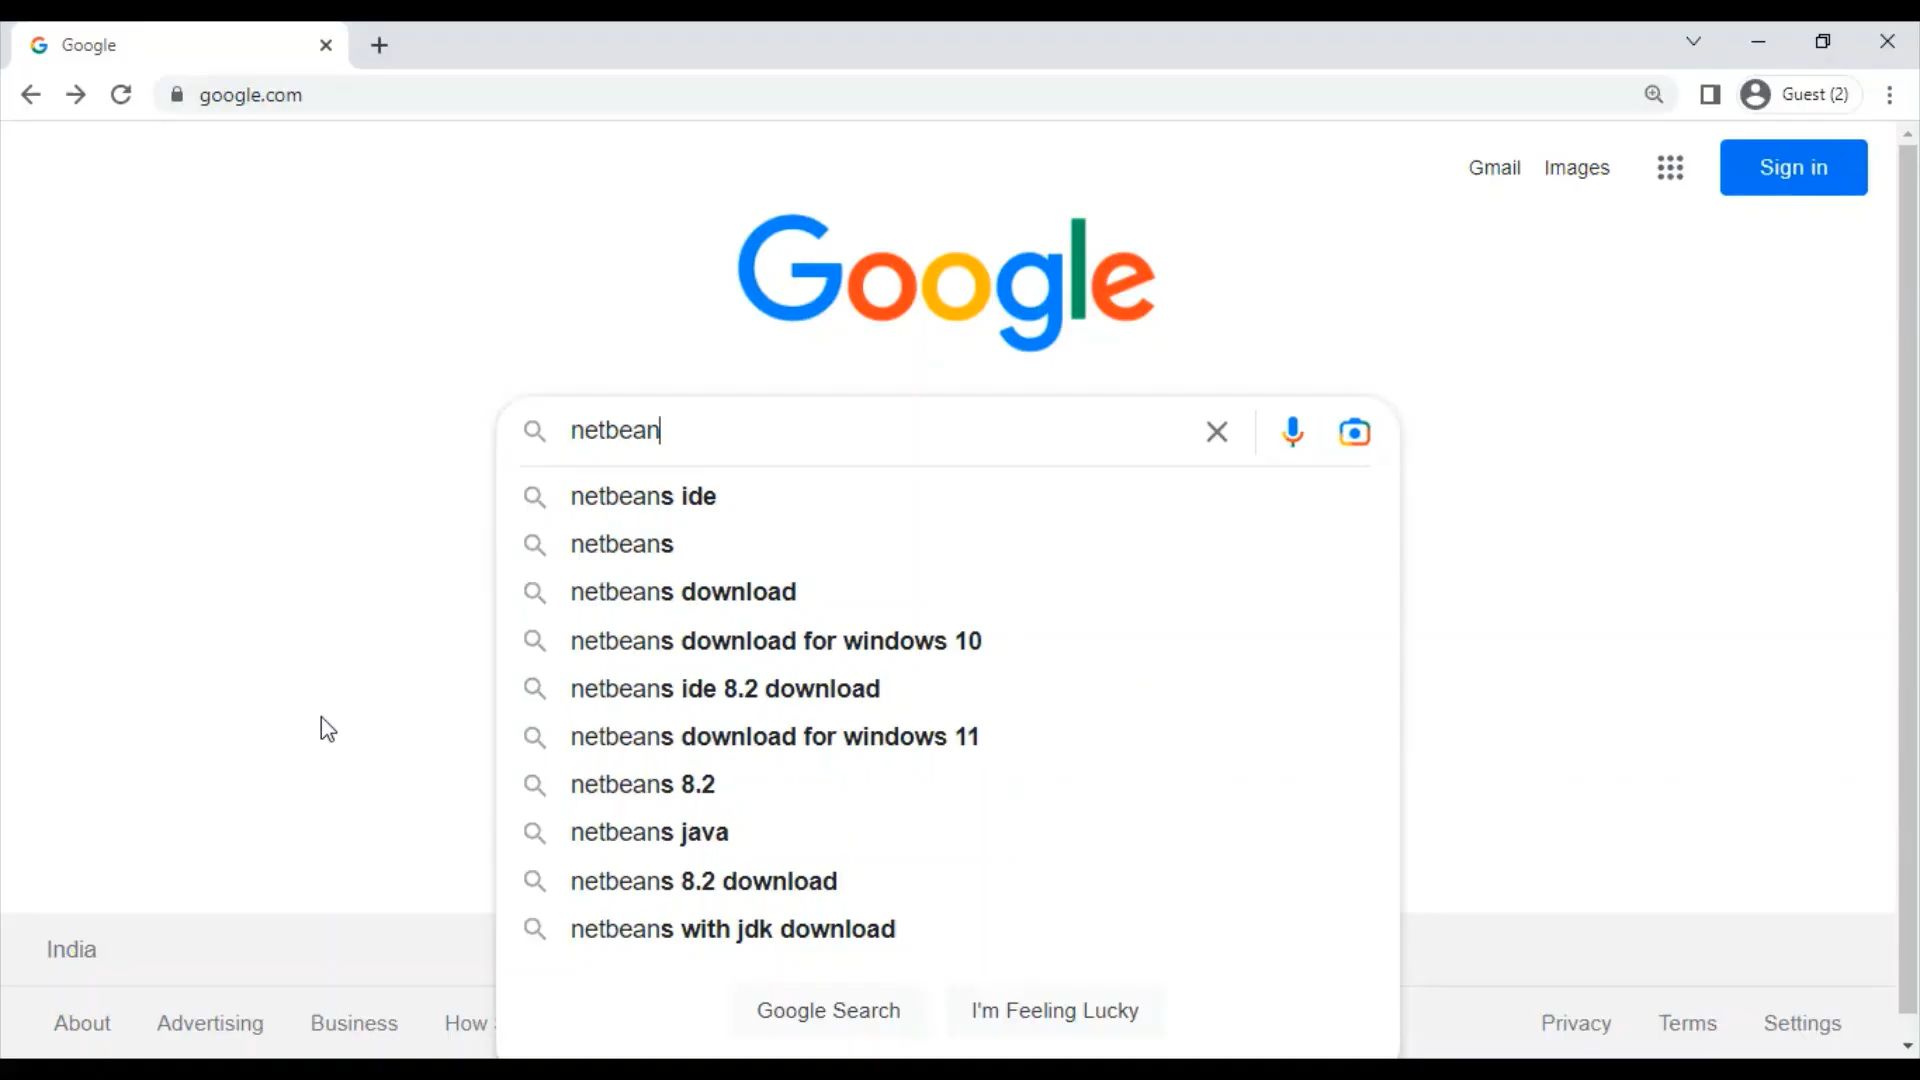 Google
google.com
Guest (2)
Gmail Images Sign in
Google
netbean
netbeans ide
netbeans
netbeans download
netbeans download for windows 10
netbeans ide 8.2 download
netbeans download for windows 11
netbeans 8.2
netbeans java
netbeans 8.2 download
netbeans with jdk download
India
Google Search I'm Feeling Lucky
About Advertising Business How Privacy Terms Settings